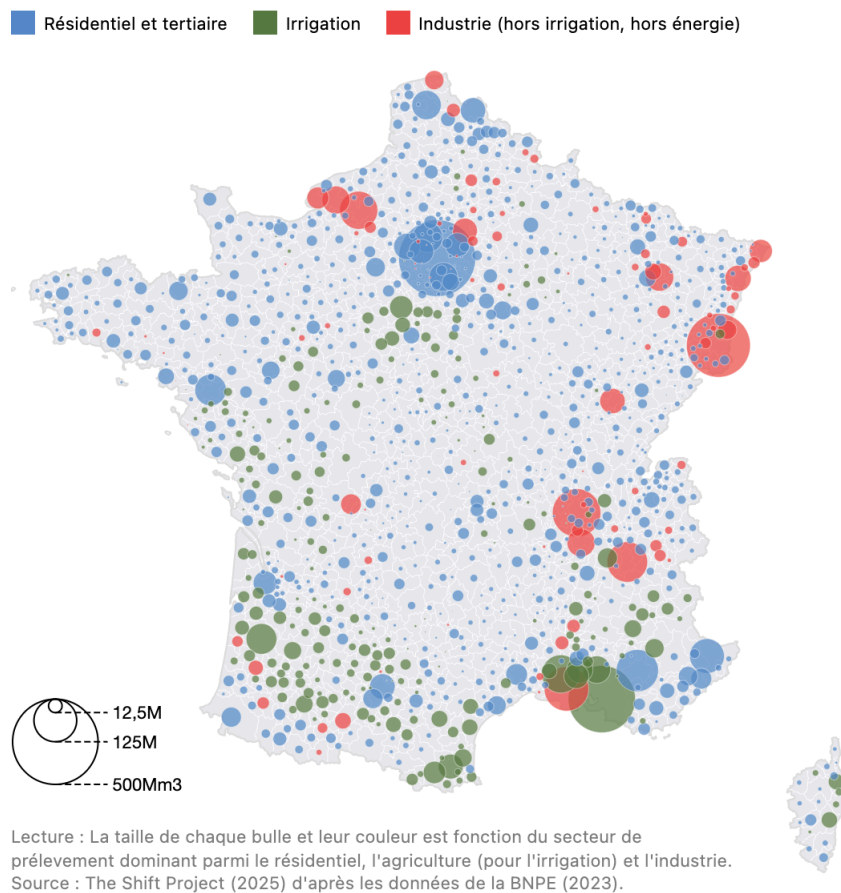 Résidentiel et tertiaire
Irrigation
Industrie (hors irrigation, hors énergie)
12,5M
125M
500Mm3
Lecture : La taille de chaque bulle et leur couleur est fonction du secteur de
prélevement dominant parmi le résidentiel, l'agriculture (pour l'irrigation) et l'industrie.
Source : The Shift Project (2025) d'après les données de la BNPE (2023).